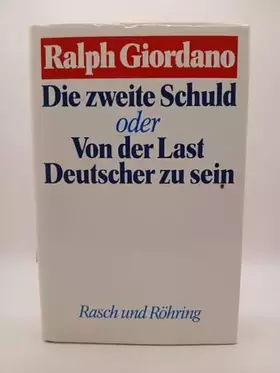 Ralph Giordano
Die zweite Schuld
oder
Von der Last
Deutscher zu sein
Rasch und Röhring